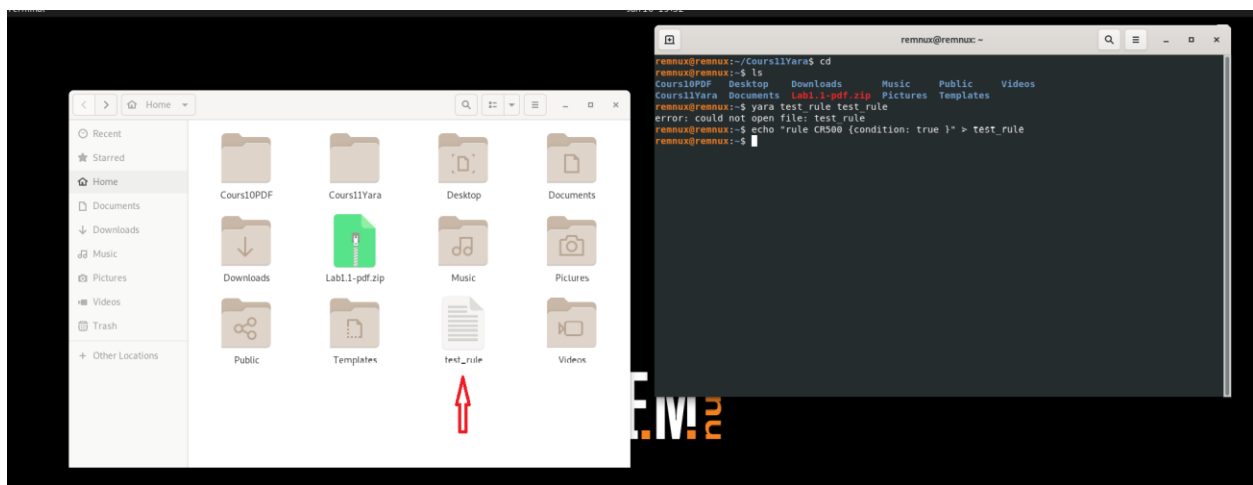 Home
Recent
Starred
Home
Documents
Downloads
Music
Pictures
Videos
Trash
+ Other Locations
Cours10PDF Cours11Yara Desktop Documents
Downloads Lab1.1-pdf.zip Music Pictures
Public Templates test_rule Videos
remnux@remnux: ~
remnux@remnux:~/Cours11Yara$ cd
remnux@remnux:~$ ls
Cours10PDF Desktop Downloads Music Public Videos
Cours11Yara Documents Lab1.1-pdf.zip Pictures Templates
remnux@remnux:~$ yara test_rule test_rule
error: could not open file: test_rule
remnux@remnux:~$ echo "rule CR500 {condition: true }" > test_rule
remnux@remnux:~$
E.M!
nu